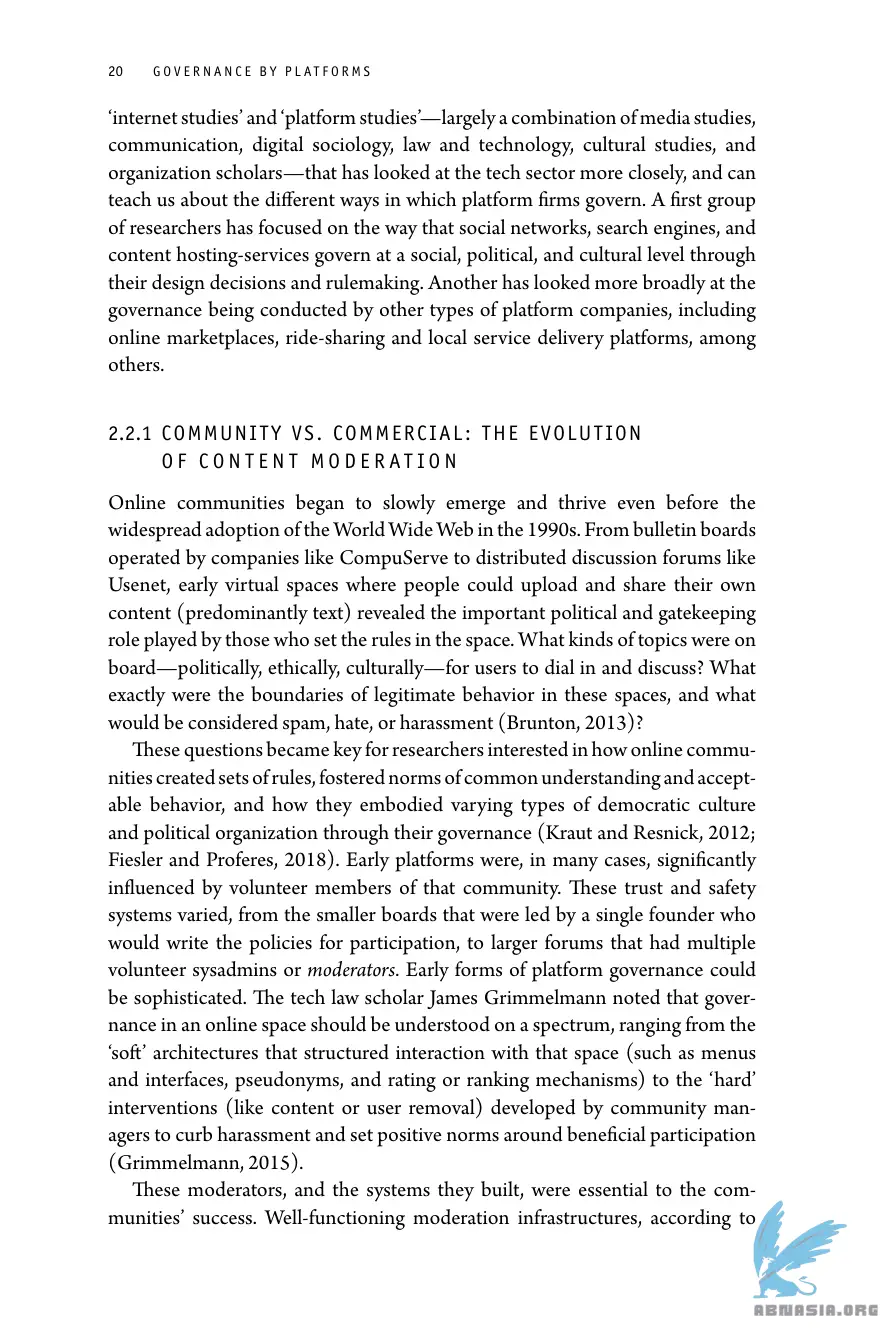 20 GOVERNANCE BY PLATFORMS
‘internet studies’ and ‘platform studies’—largely a combination of media studies,
communication, digital sociology, law and technology, cultural studies, and
organization scholars—that has looked at the tech sector more closely, and can
teach us about the different ways in which platform firms govern. A first group
of researchers has focused on the way that social networks, search engines, and
content hosting-services govern at a social, political, and cultural level through
their design decisions and rulemaking. Another has looked more broadly at the
governance being conducted by other types of platform companies, including
online marketplaces, ride-sharing and local service delivery platforms, among
others.
2.2.1 COMMUNITY VS. COMMERCIAL: THE EVOLUTION
OF CONTENT MODERATION
Online communities began to slowly emerge and thrive even before the
widespread adoption of the World Wide Web in the 1990s. From bulletin boards
operated by companies like CompuServe to distributed discussion forums like
Usenet, early virtual spaces where people could upload and share their own
content (predominantly text) revealed the important political and gatekeeping
role played by those who set the rules in the space. What kinds of topics were on
board—politically, ethically, culturally—for users to dial in and discuss? What
exactly were the boundaries of legitimate behavior in these spaces, and what
would be considered spam, hate, or harassment (Brunton, 2013)?
These questions became key for researchers interested in how online commu-
nities created sets of rules, fostered norms of common understanding and accept-
able behavior, and how they embodied varying types of democratic culture
and political organization through their governance (Kraut and Resnick, 2012;
Fiesler and Proferes, 2018). Early platforms were, in many cases, significantly
influenced by volunteer members of that community. These trust and safety
systems varied, from the smaller boards that were led by a single founder who
would write the policies for participation, to larger forums that had multiple
volunteer sysadmins or moderators. Early forms of platform governance could
be sophisticated. The tech law scholar James Grimmelmann noted that gover-
nance in an online space should be understood on a spectrum, ranging from the
‘soft’ architectures that structured interaction with that space (such as menus
and interfaces, pseudonyms, and rating or ranking mechanisms) to the ‘hard’
interventions (like content or user removal) developed by community man-
agers to curb harassment and set positive norms around beneficial participation
(Grimmelmann, 2015).
These moderators, and the systems they built, were essential to the com-
munities’ success. Well-functioning moderation infrastructures, according to
ABNASIA.ORG